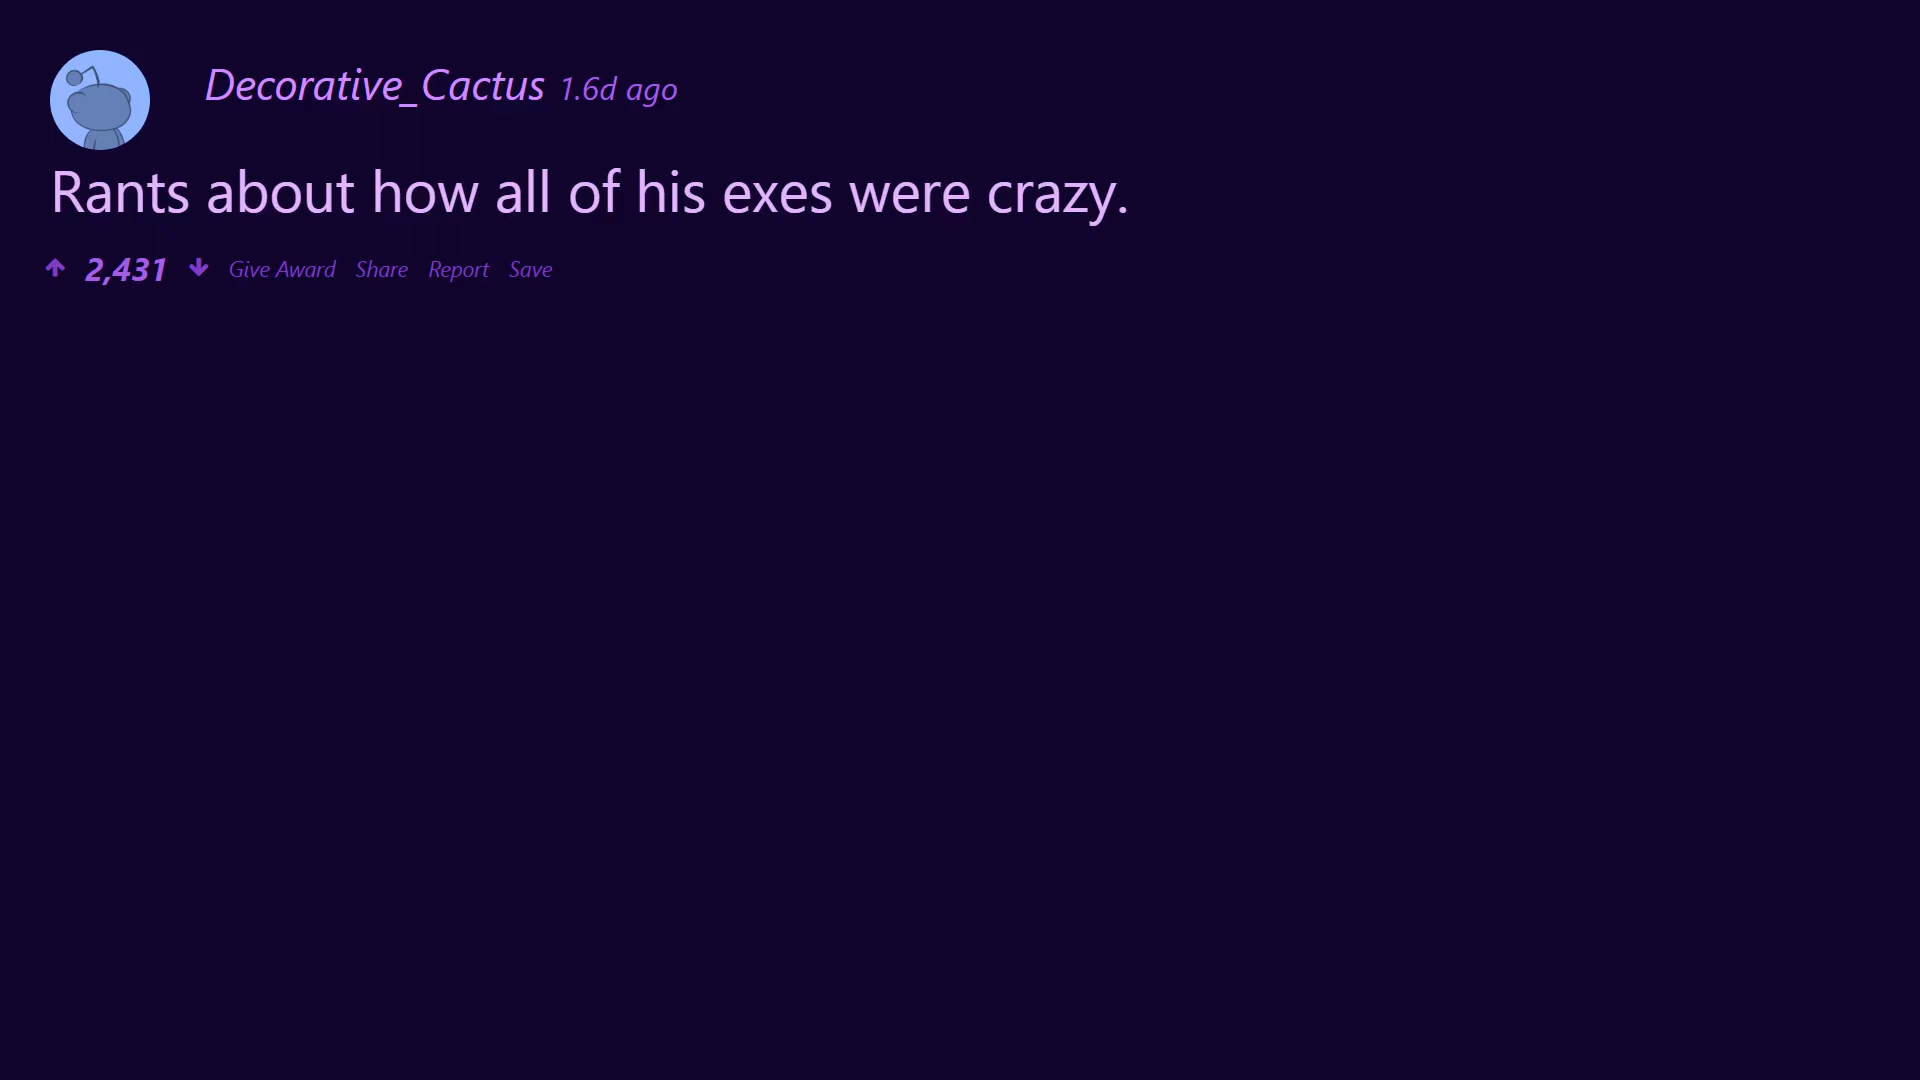 Decorative_Cactus 1.6d ago
Rants about how all of his exes were crazy.
2,431 Give Award Share Report Save